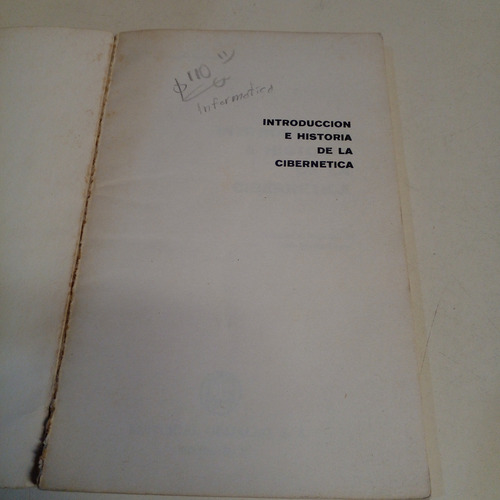 $ 110
Informatica
INTRODUCCION
E HISTORIA
DE LA
CIBERNETICA